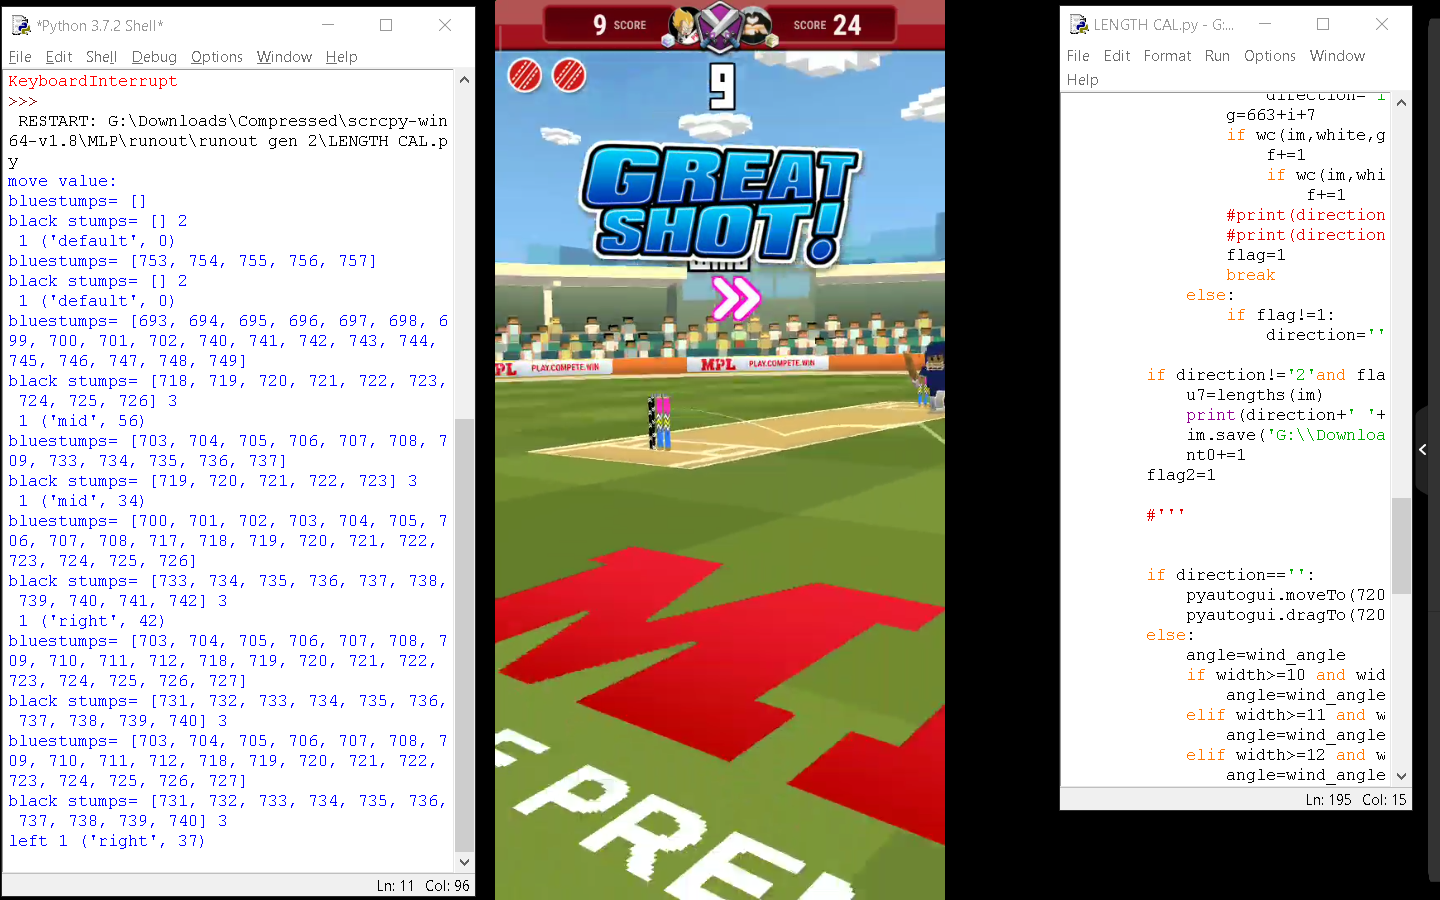 *Python 3.7.2 Shell*
File Edit Shell Debug Options Window Help
KeyboardInterrupt
>>>
RESTART: G:\Downloads\Compressed\scrcpy-win
64-v1.8\MLP\runout\runout gen 2\LENGTH CAL.p
y
move value:
bluestumps= []
black stumps= [] 2
1 ('default', 0)
bluestumps= [753, 754, 755, 756, 757]
black stumps= [] 2
1 ('default', 0)
bluestumps= [693, 694, 695, 696, 697, 698, 6
99, 700, 701, 702, 740, 741, 742, 743, 744,
745, 746, 747, 748, 749]
black stumps= [718, 719, 720, 721, 722, 723,
724, 725, 726] 3
1 ('mid', 56)
bluestumps= [703, 704, 705, 706, 707, 708, 7
09, 733, 734, 735, 736, 737]
black stumps= [719, 720, 721, 722, 723] 3
1 ('mid', 34)
bluestumps= [700, 701, 702, 703, 704, 705, 7
06, 707, 708, 717, 718, 719, 720, 721, 722,
723, 724, 725, 726]
black stumps= [733, 734, 735, 736, 737, 738,
739, 740, 741, 742] 3
1 ('right', 42)
bluestumps= [703, 704, 705, 706, 707, 708, 7
09, 710, 711, 712, 718, 719, 720, 721, 722,
723, 724, 725, 726, 727]
black stumps= [731, 732, 733, 734, 735, 736,
737, 738, 739, 740] 3
bluestumps= [703, 704, 705, 706, 707, 708, 7
09, 710, 711, 712, 718, 719, 720, 721, 722,
723, 724, 725, 726, 727]
black stumps= [731, 732, 733, 734, 735, 736,
737, 738, 739, 740] 3
left 1 ('right', 37)
Ln: 11 Col: 96
9 SCORE
SCORE 24
9
GREAT
SHOT!
PL PLAY.COMPETE.WIN
MPL PLAY.COMPETE.WIN
PRE
LENGTH CAL.py - G:...
File Edit Format Run Options Window
Help
direction='i
g=663+i+7
if wc(im,white,g
f+=1
if wc(im,whi
f+=1
#print(direction
#print(direction
flag=1
break
else:
if flag!=1:
direction=''
if direction!='2'and fla
u7=lengths(im)
print(direction+' '+
im.save('G:\\Downloa
nt0+=1
flag2=1
#'''
if direction=='':
pyautogui.moveTo(720
pyautogui.dragTo(720
else:
angle=wind_angle
if width>=10 and wid
angle=wind_angle
elif width>=11 and w
angle=wind_angle
elif width>=12 and w
angle=wind_angle
Ln: 195 Col: 15